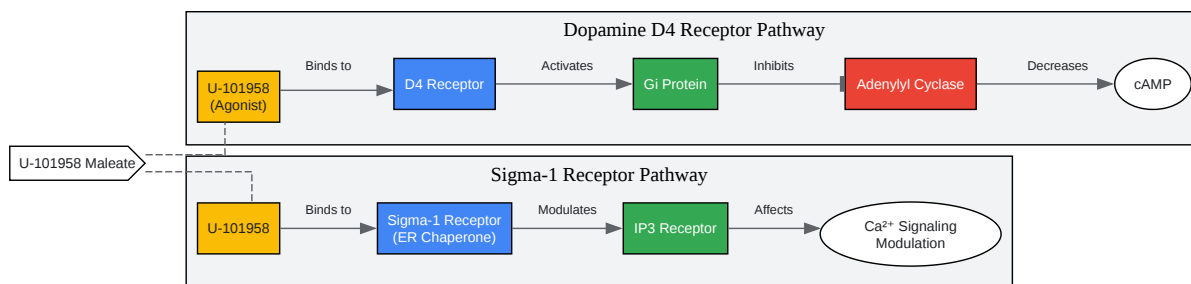 Dopamine D4 Receptor Pathway
U-101958
(Agonist)
Binds to
D4 Receptor
Activates
Gi Protein
Inhibits
Adenylyl Cyclase
Decreases
cAMP
U-101958 Maleate
Sigma-1 Receptor Pathway
U-101958
Binds to
Sigma-1 Receptor
(ER Chaperone)
Modulates
IP3 Receptor
Affects
Ca²⁺ Signaling
Modulation